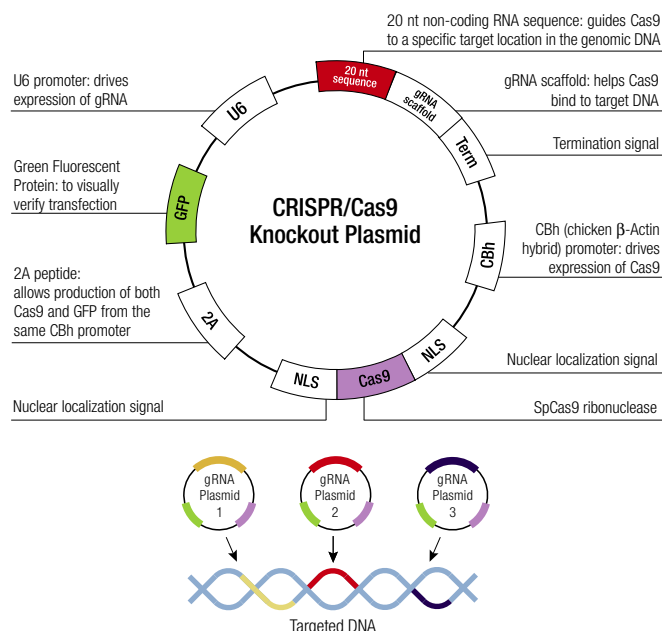 20 nt non-coding RNA sequence: guides Cas9
to a specific target location in the genomic DNA
U6 promoter: drives
expression of gRNA
20 nt
sequence
gRNA
scaffold
gRNA scaffold: helps Cas9
bind to target DNA
U6
Term
Termination signal
Green Fluorescent
Protein: to visually
verify transfection
GFP
CRISPR/Cas9
Knockout Plasmid
CBh
CBh (chicken β-Actin
hybrid) promoter: drives
expression of Cas9
2A peptide:
allows production of both
Cas9 and GFP from the
same CBh promoter
2A
NLS
Cas9
NLS
Nuclear localization signal
Nuclear localization signal
SpCas9 ribonuclease
gRNA
Plasmid
1
gRNA
Plasmid
2
gRNA
Plasmid
3
Targeted DNA